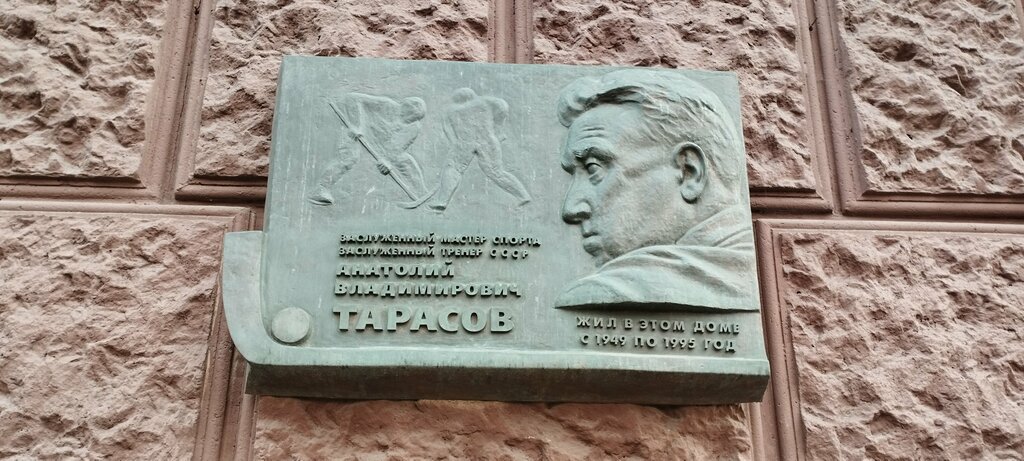 ЗАСЛУЖЕННЫЙ МАСТЕР СПОРТА
ЗАСЛУЖЕННЫЙ ТРЕНЕР СССР
АНАТОЛИЙ
ВЛАДИМИРОВИЧ
ТАРАСОВ
ЖИЛ В ЭТОМ ДОМЕ
С 1949 ПО 1995 ГОД